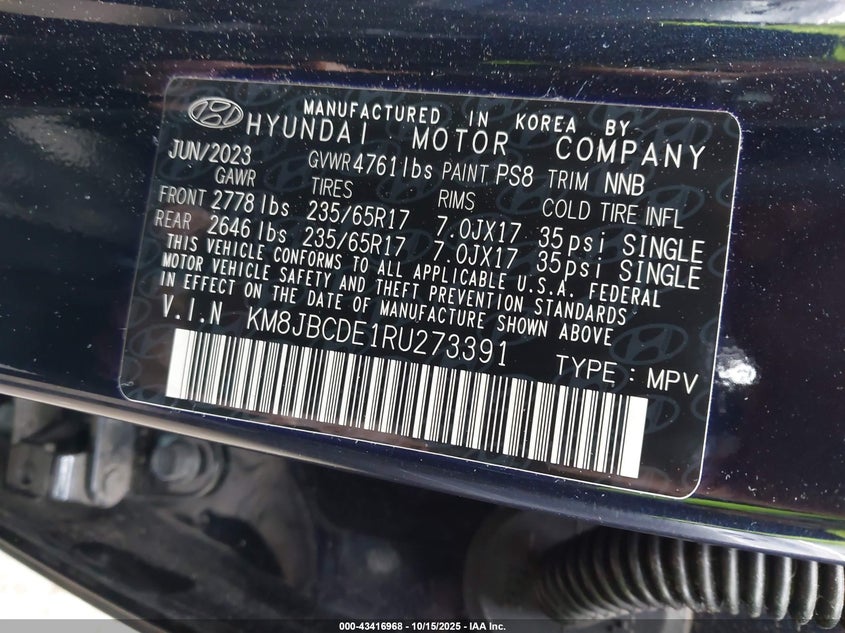 MANUFACTURED IN KOREA BY
HYUNDAI MOTOR COMPANY
JUN/2023 GVWR 4761 lbs PAINT PS8 TRIM NNB
GAWR TIRES RIMS COLD TIRE INFL
FRONT 2778 lbs 235/65R17 7.0JX17 35psi SINGLE
REAR 2646 lbs 235/65R17 7.0JX17 35psi SINGLE
THIS VEHICLE CONFORMS TO ALL APPLICABLE U.S.A. FEDERAL
MOTOR VEHICLE SAFETY AND THEFT PREVENTION STANDARDS
IN EFFECT ON THE DATE OF MANUFACTURE SHOWN ABOVE
V.I.N KM8JBCDE1RU273391 TYPE : MPV
000-43416968 - 10/15/2025 - IAA Inc.